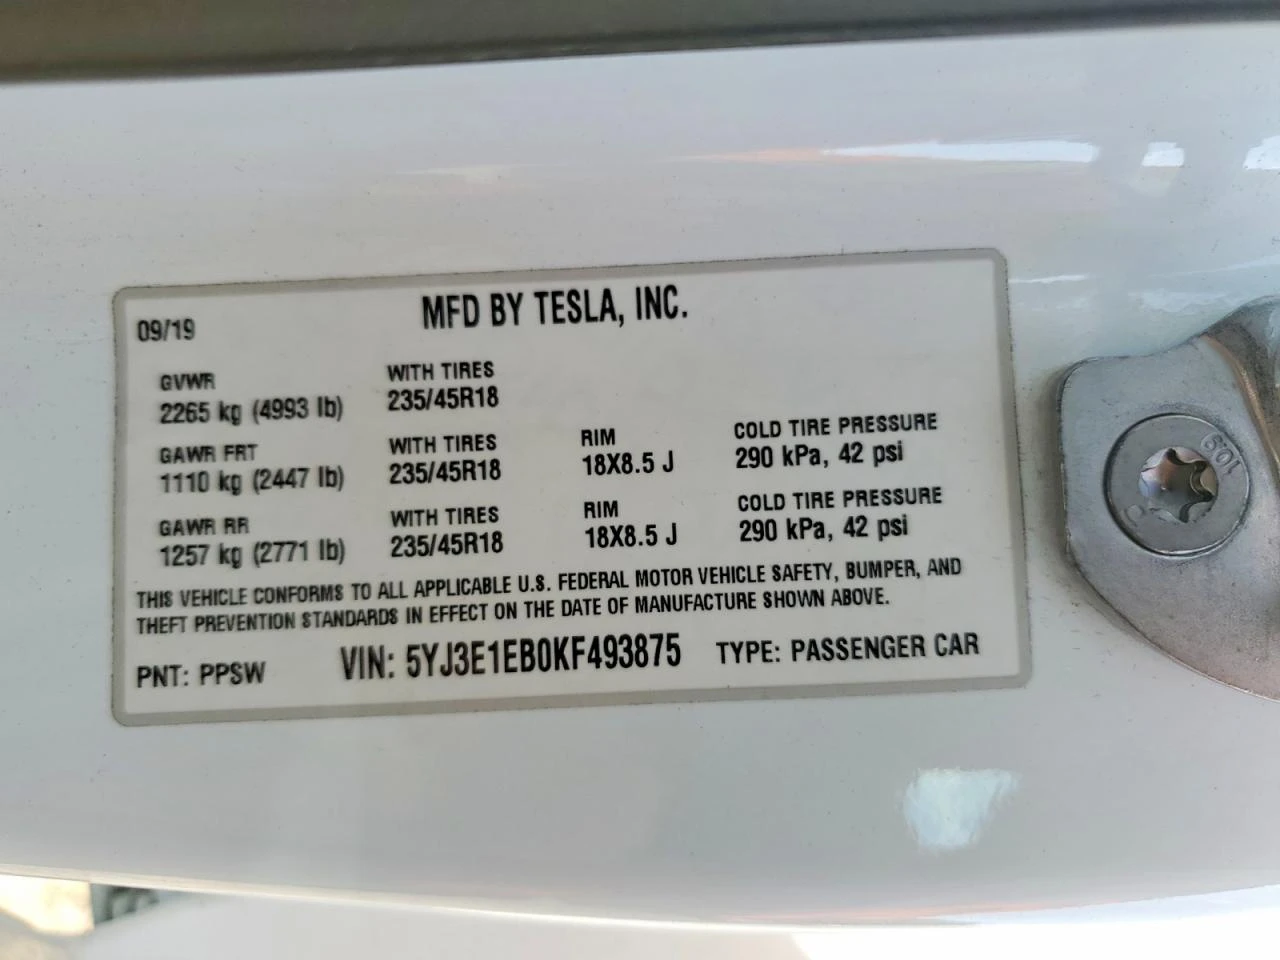 MFD BY TESLA, INC.
09/19
GVWR WITH TIRES
2265 kg (4993 lb) 235/45R18
GAWR FRT WITH TIRES RIM COLD TIRE PRESSURE
1110 kg (2447 lb) 235/45R18 18X8.5 J 290 kPa, 42 psi
GAWR RR WITH TIRES RIM COLD TIRE PRESSURE
1257 kg (2771 lb) 235/45R18 18X8.5 J 290 kPa, 42 psi
THIS VEHICLE CONFORMS TO ALL APPLICABLE U.S. FEDERAL MOTOR VEHICLE SAFETY, BUMPER, AND
THEFT PREVENTION STANDARDS IN EFFECT ON THE DATE OF MANUFACTURE SHOWN ABOVE.
PNT: PPSW VIN: 5YJ3E1EB0KF493875 TYPE: PASSENGER CAR
10.9